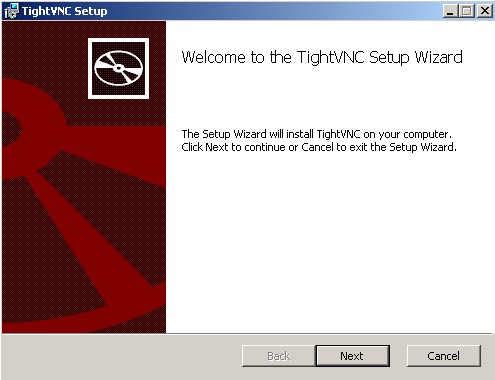 TightVNC Setup
Welcome to the TightVNC Setup Wizard
The Setup Wizard will install TightVNC on your computer.
Click Next to continue or Cancel to exit the Setup Wizard.
Back
Next
Cancel